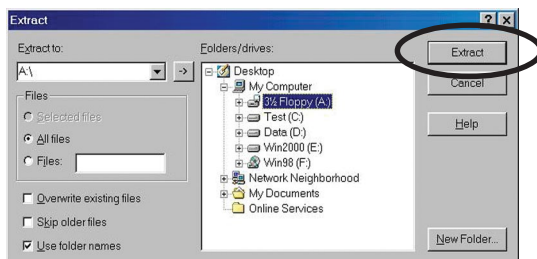 Extract
Extract to:
A:\
Folders/drives:
Desktop
My Computer
3½ Floppy (A:)
Test (C:)
Data (D:)
Win2000 (E:)
Win98 (F:)
Network Neighborhood
My Documents
Online Services
Files
Selected files
All files
Files:
Overwrite existing files
Skip older files
Use folder names
Extract
Cancel
Help
New Folder...